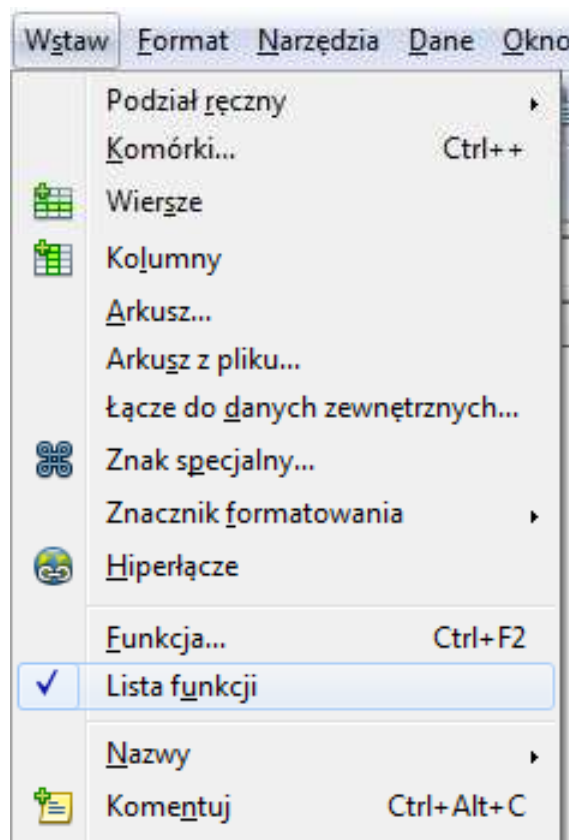 Wstaw Format Narzędzia Dane Okno
Podział ręczny
Komórki... Ctrl++
Wiersze
Kolumny
Arkusz...
Arkusz z pliku...
Łącze do danych zewnętrznych...
Znak specjalny...
Znacznik formatowania
Hiperłącze
Funkcja... Ctrl+F2
Lista funkcji
Nazwy
Komentuj Ctrl+Alt+C